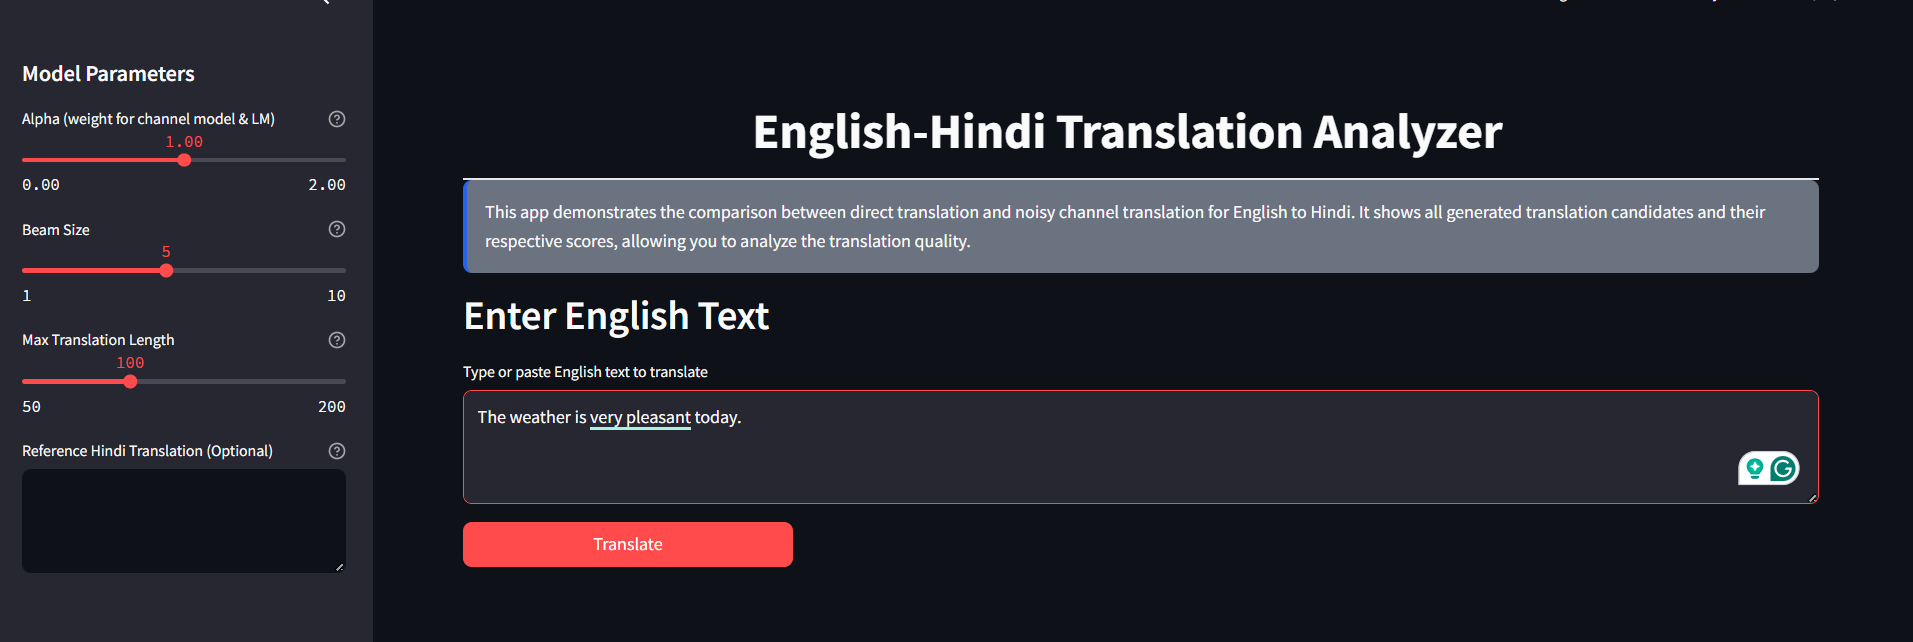 Model Parameters
Alpha (weight for channel model & LM)
1.00
0.00 2.00
Beam Size
5
1 10
Max Translation Length
100
50 200
Reference Hindi Translation (Optional)
English-Hindi Translation Analyzer
This app demonstrates the comparison between direct translation and noisy channel translation for English to Hindi. It shows all generated translation candidates and their
respective scores, allowing you to analyze the translation quality.
Enter English Text
Type or paste English text to translate
The weather is very pleasant today.
Translate